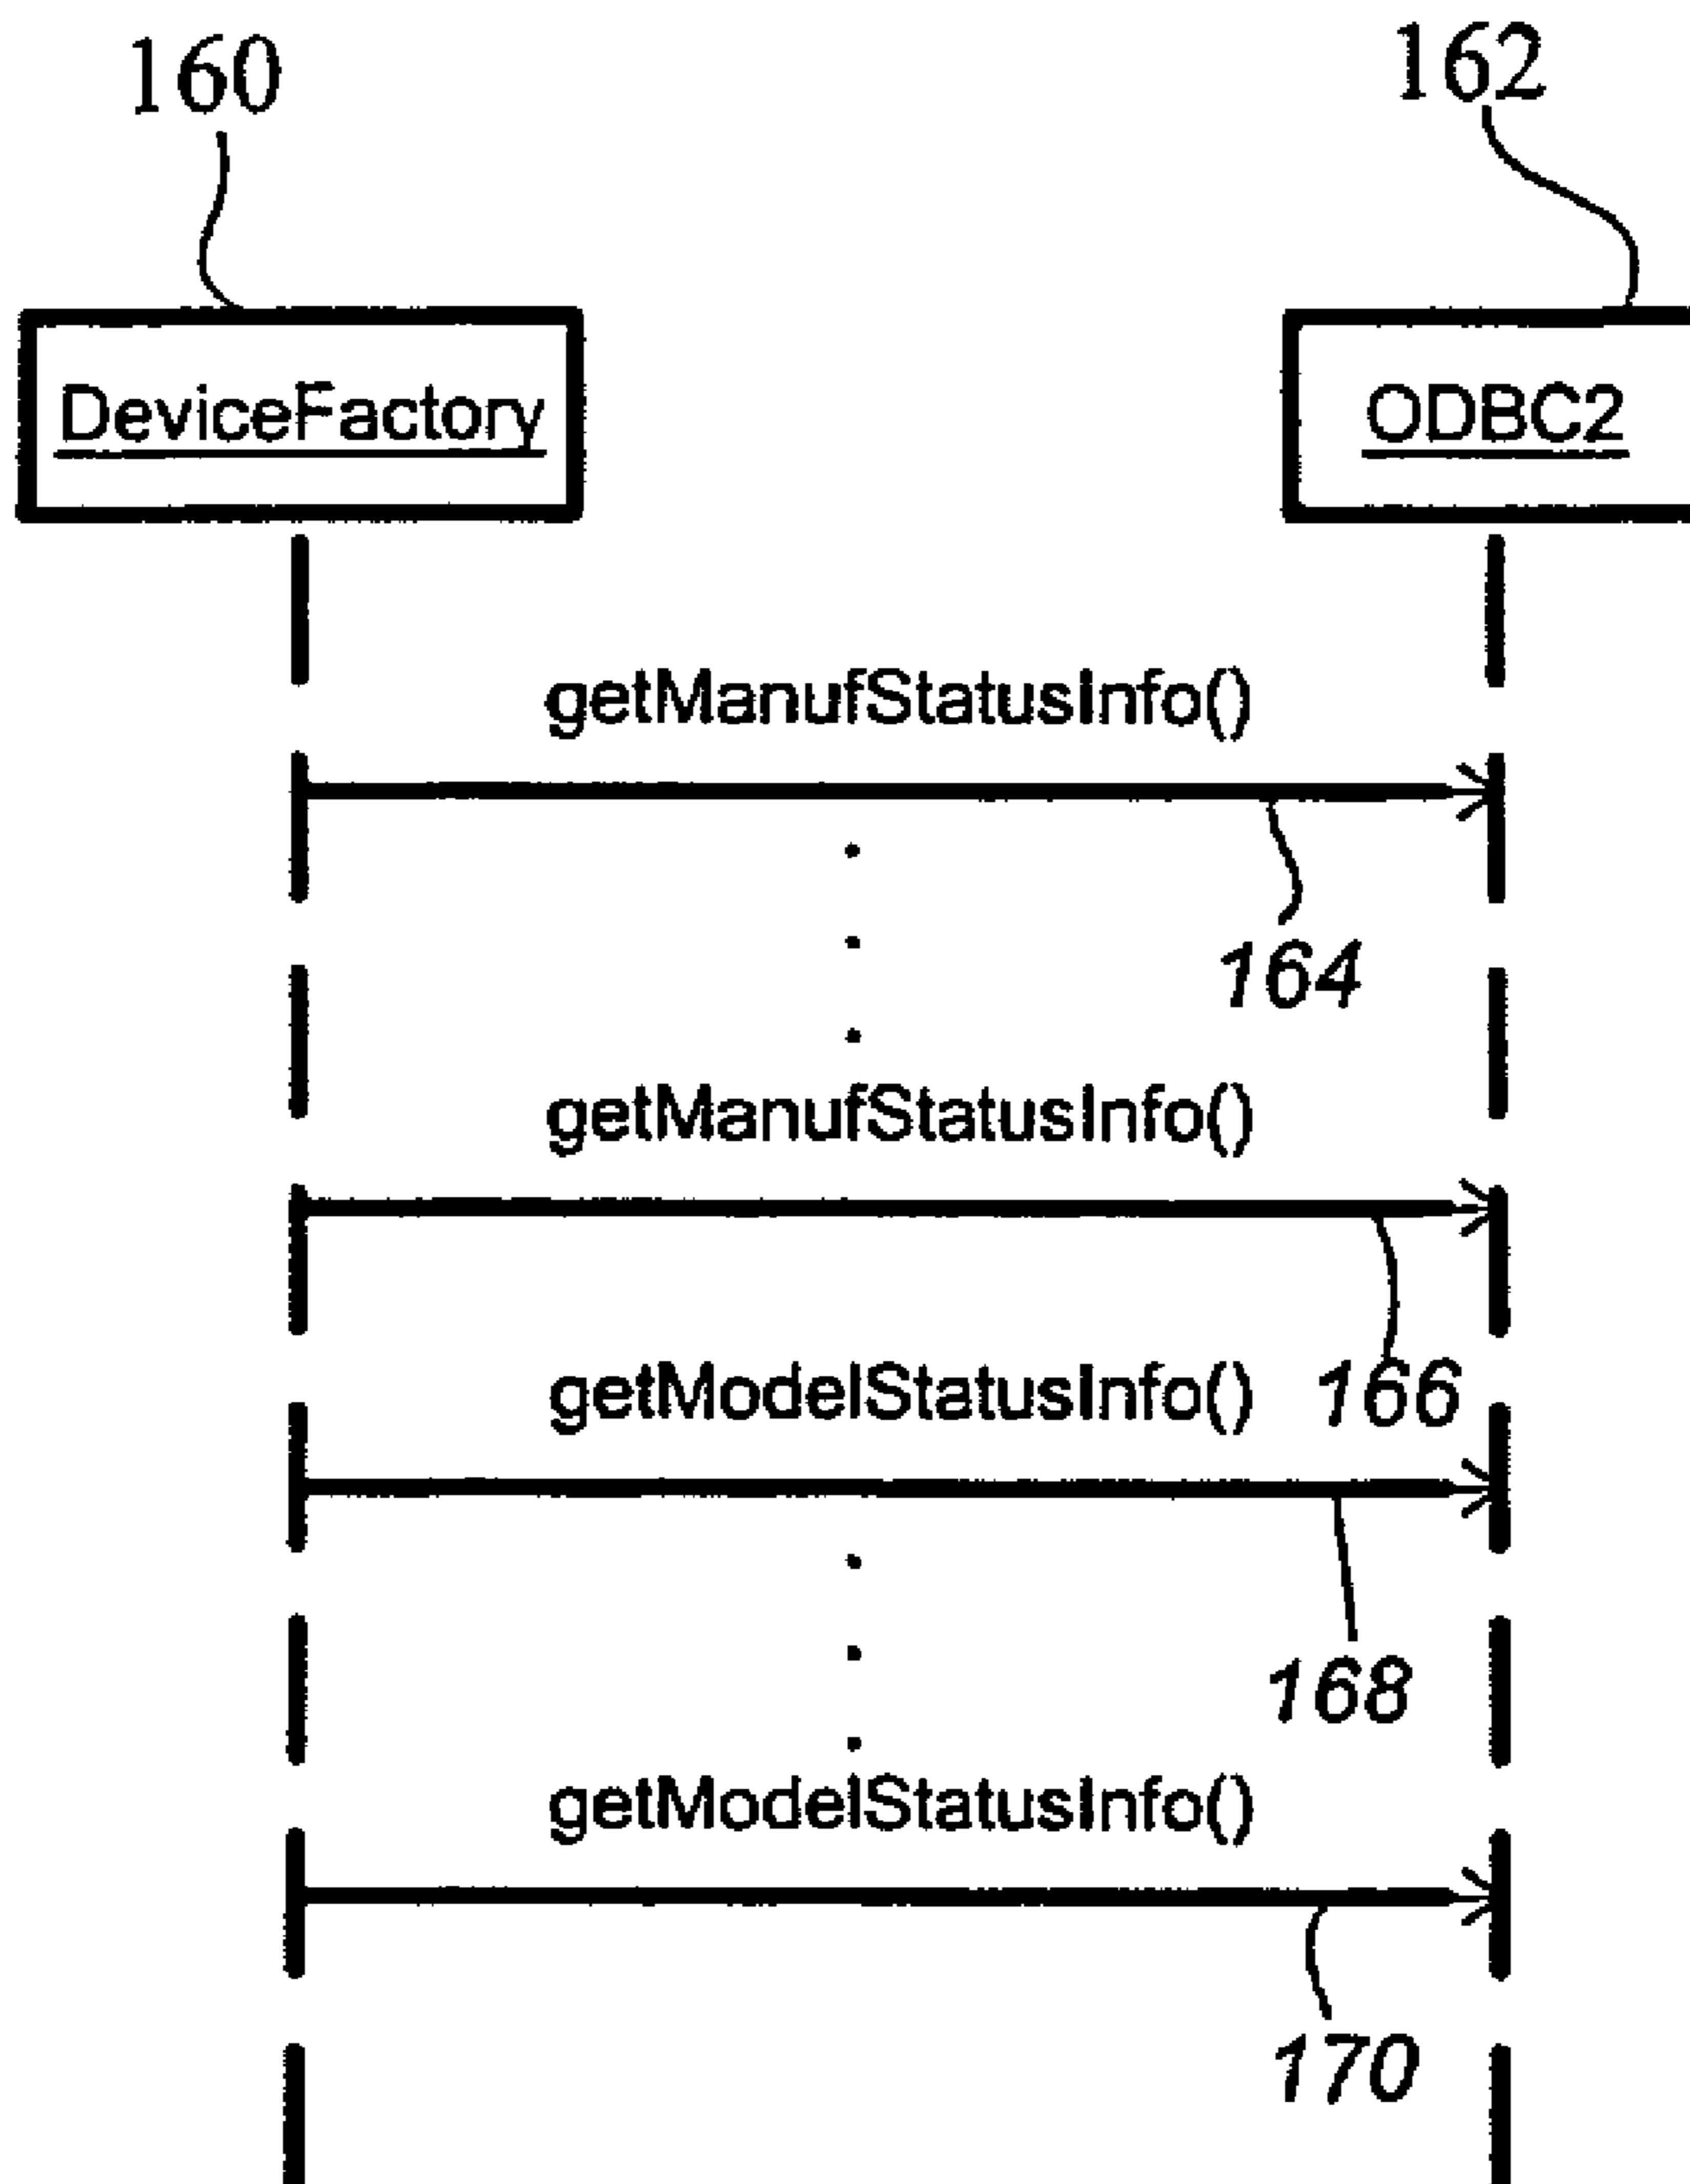 160
162
DeviceFactory
ODBC2
getManufStatusInfo()
164
getManufStatusInfo()
166
getModelStatusInfo()
168
getModelStatusInfo()
170